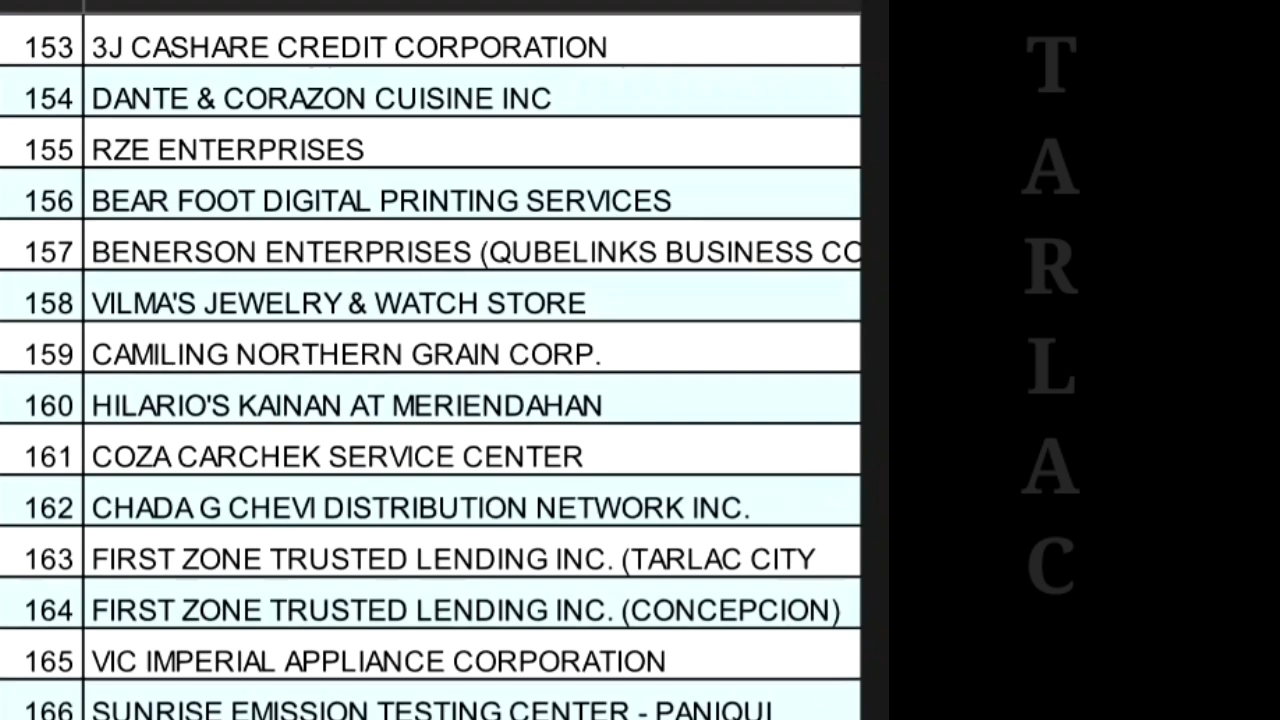 153 3J CASHARE CREDIT CORPORATION
154 DANTE & CORAZON CUISINE INC
155 RZE ENTERPRISES
156 BEAR FOOT DIGITAL PRINTING SERVICES
157 BENERSON ENTERPRISES (QUBELINKS BUSINESS CO
158 VILMA'S JEWELRY & WATCH STORE
159 CAMILING NORTHERN GRAIN CORP.
160 HILARIO'S KAINAN AT MERIENDAHAN
161 COZA CARCHEK SERVICE CENTER
162 CHADA G CHEVI DISTRIBUTION NETWORK INC.
163 FIRST ZONE TRUSTED LENDING INC. (TARLAC CITY
164 FIRST ZONE TRUSTED LENDING INC. (CONCEPCION)
165 VIC IMPERIAL APPLIANCE CORPORATION
166 SUNRISE EMISSION TESTING CENTER - PANIQUI
T
A
R
L
A
C